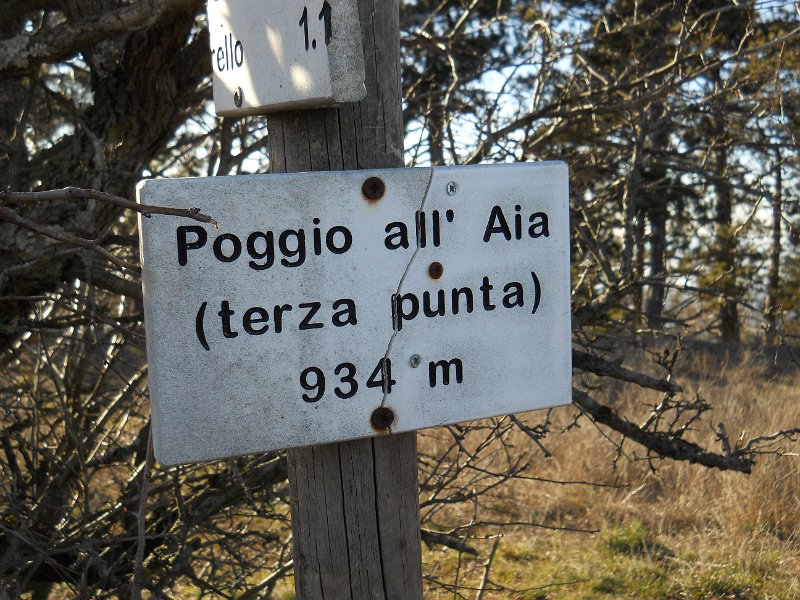 1.1
Poggio all' Aia
(terza punta)
934 m